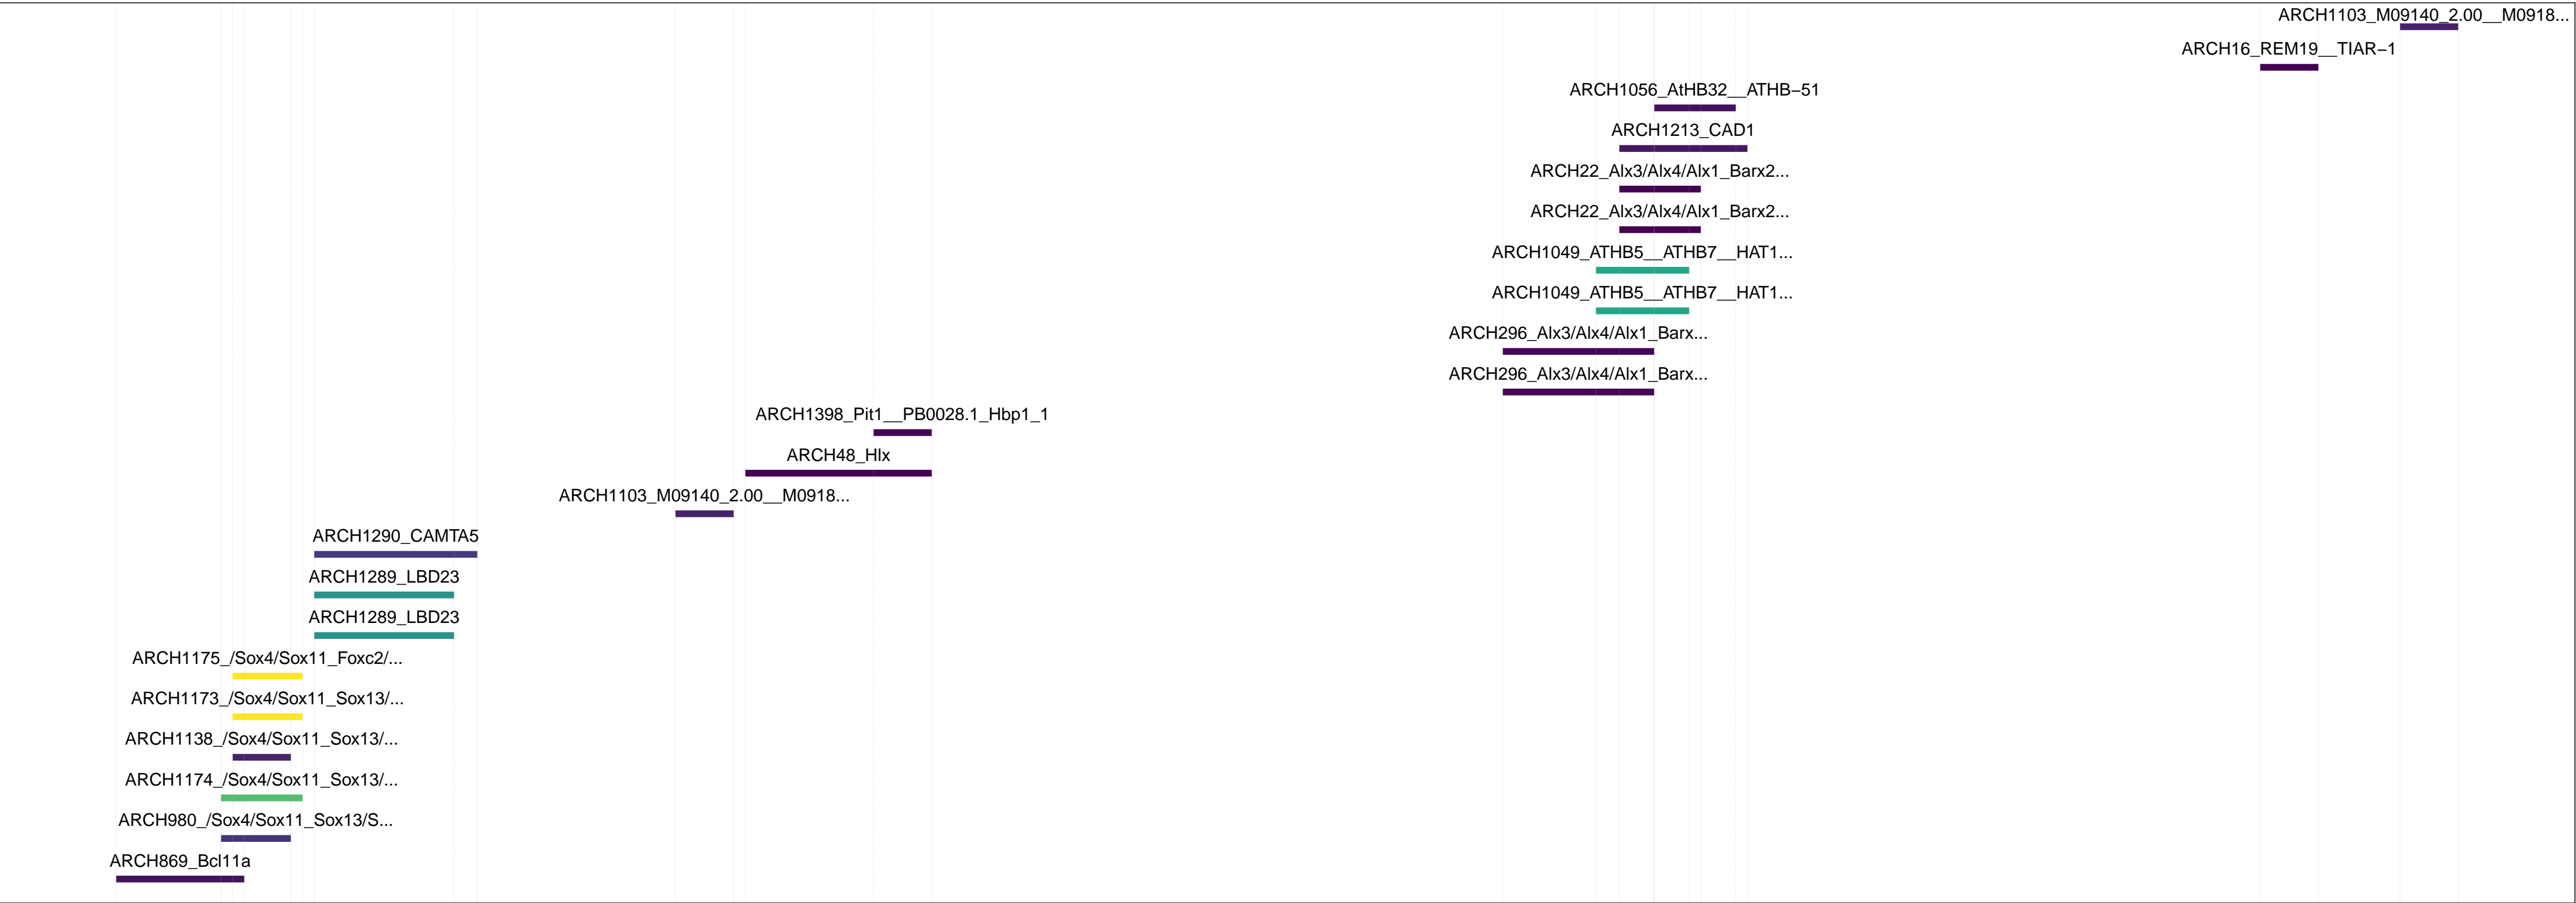 ARCH1103_M09140_2.00__M0918...
ARCH16_REM19__TIAR−1
ARCH1056_AtHB32__ATHB−51
ARCH1213_CAD1
ARCH22_Alx3/Alx4/Alx1_Barx2...
ARCH22_Alx3/Alx4/Alx1_Barx2...
ARCH1049_ATHB5__ATHB7__HAT1...
ARCH1049_ATHB5__ATHB7__HAT1...
ARCH296_Alx3/Alx4/Alx1_Barx...
ARCH296_Alx3/Alx4/Alx1_Barx...
ARCH1398_Pit1__PB0028.1_Hbp1_1
ARCH48_Hlx
ARCH1103_M09140_2.00__M0918...
ARCH1290_CAMTA5
ARCH1289_LBD23
ARCH1289_LBD23
ARCH1175_/Sox4/Sox11_Foxc2/...
ARCH1173_/Sox4/Sox11_Sox13/...
ARCH1138_/Sox4/Sox11_Sox13/...
ARCH1174_/Sox4/Sox11_Sox13/...
ARCH980_/Sox4/Sox11_Sox13/S...
ARCH869_Bcl11a